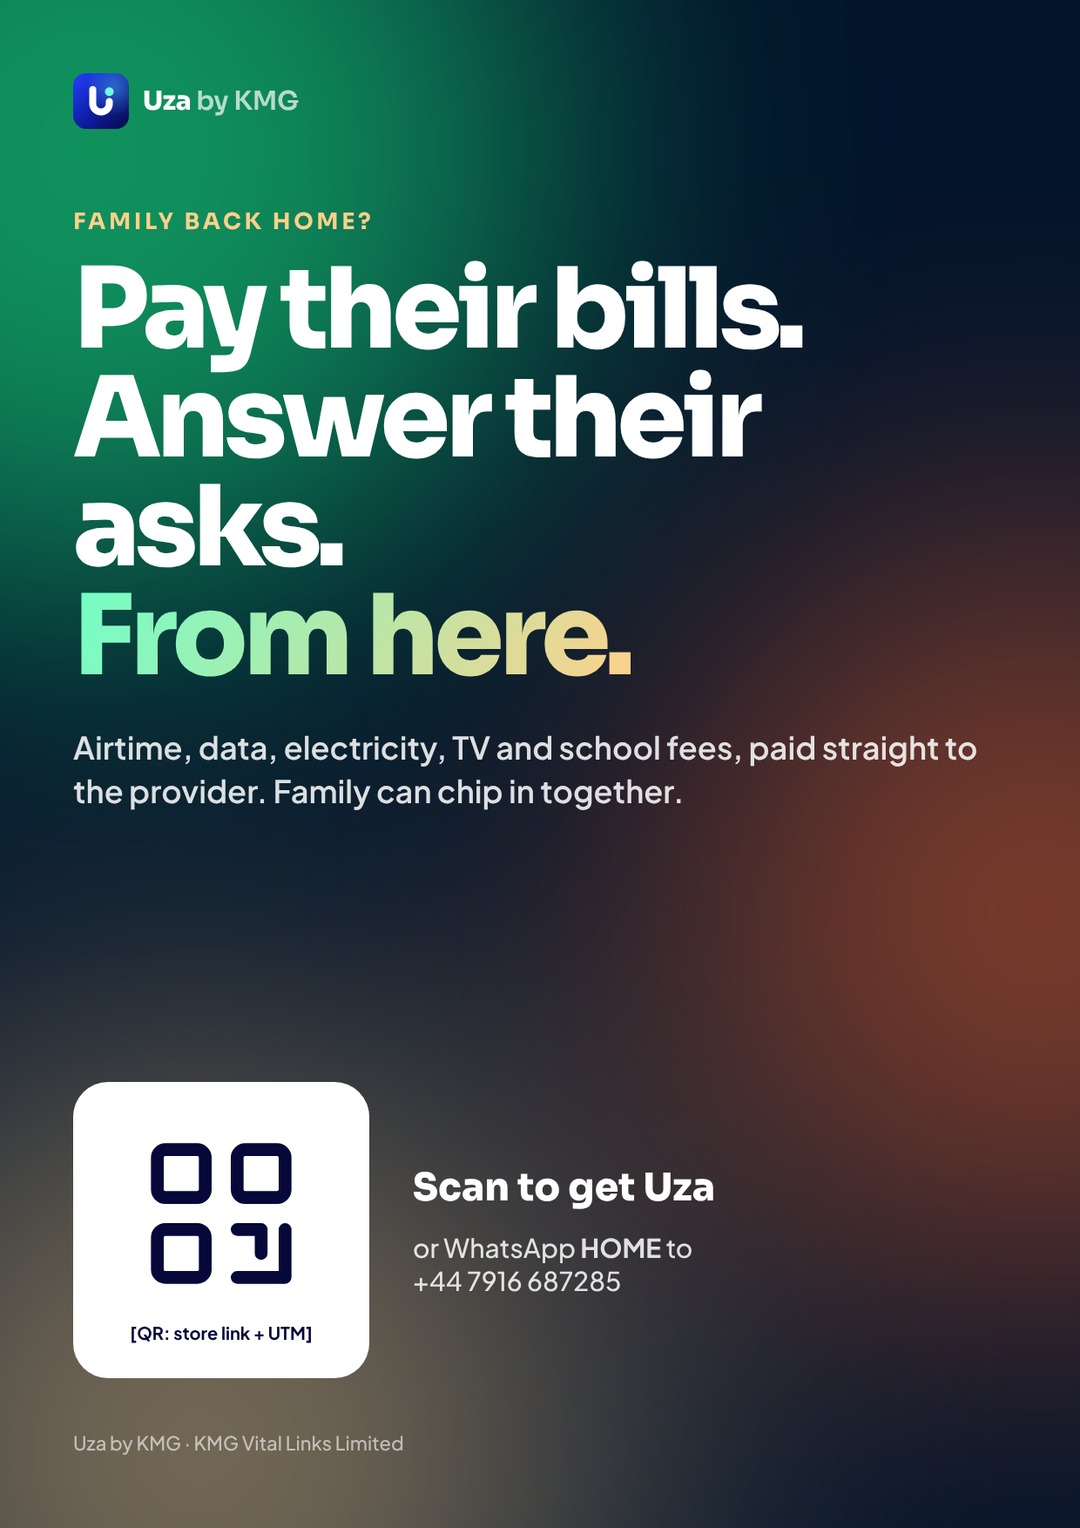 Uza by KMG
FAMILY BACK HOME?
Pay their bills.
Answer their
asks.
From here.
Airtime, data, electricity, TV and school fees, paid straight to
the provider. Family can chip in together.
[QR: store link + UTM]
Scan to get Uza
or WhatsApp HOME to
+44 7916 687285
Uza by KMG · KMG Vital Links Limited